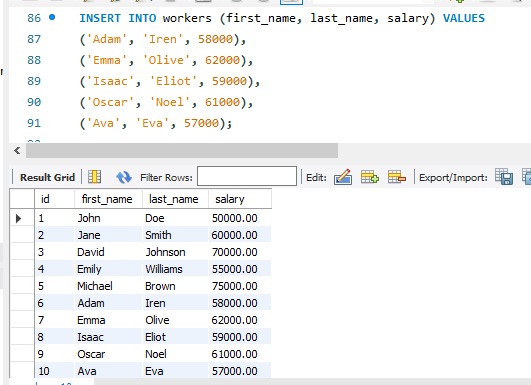 86 INSERT INTO workers (first_name, last_name, salary) VALUES
87 ('Adam', 'Iren', 58000),
88 ('Emma', 'Olive', 62000),
89 ('Isaac', 'Eliot', 59000),
90 ('Oscar', 'Noel', 61000),
91 ('Ava', 'Eva', 57000);
Result Grid Filter Rows: Edit: Export/Import:
id first_name last_name salary
1 John Doe 50000.00
2 Jane Smith 60000.00
3 David Johnson 70000.00
4 Emily Williams 55000.00
5 Michael Brown 75000.00
6 Adam Iren 58000.00
7 Emma Olive 62000.00
8 Isaac Eliot 59000.00
9 Oscar Noel 61000.00
10 Ava Eva 57000.00